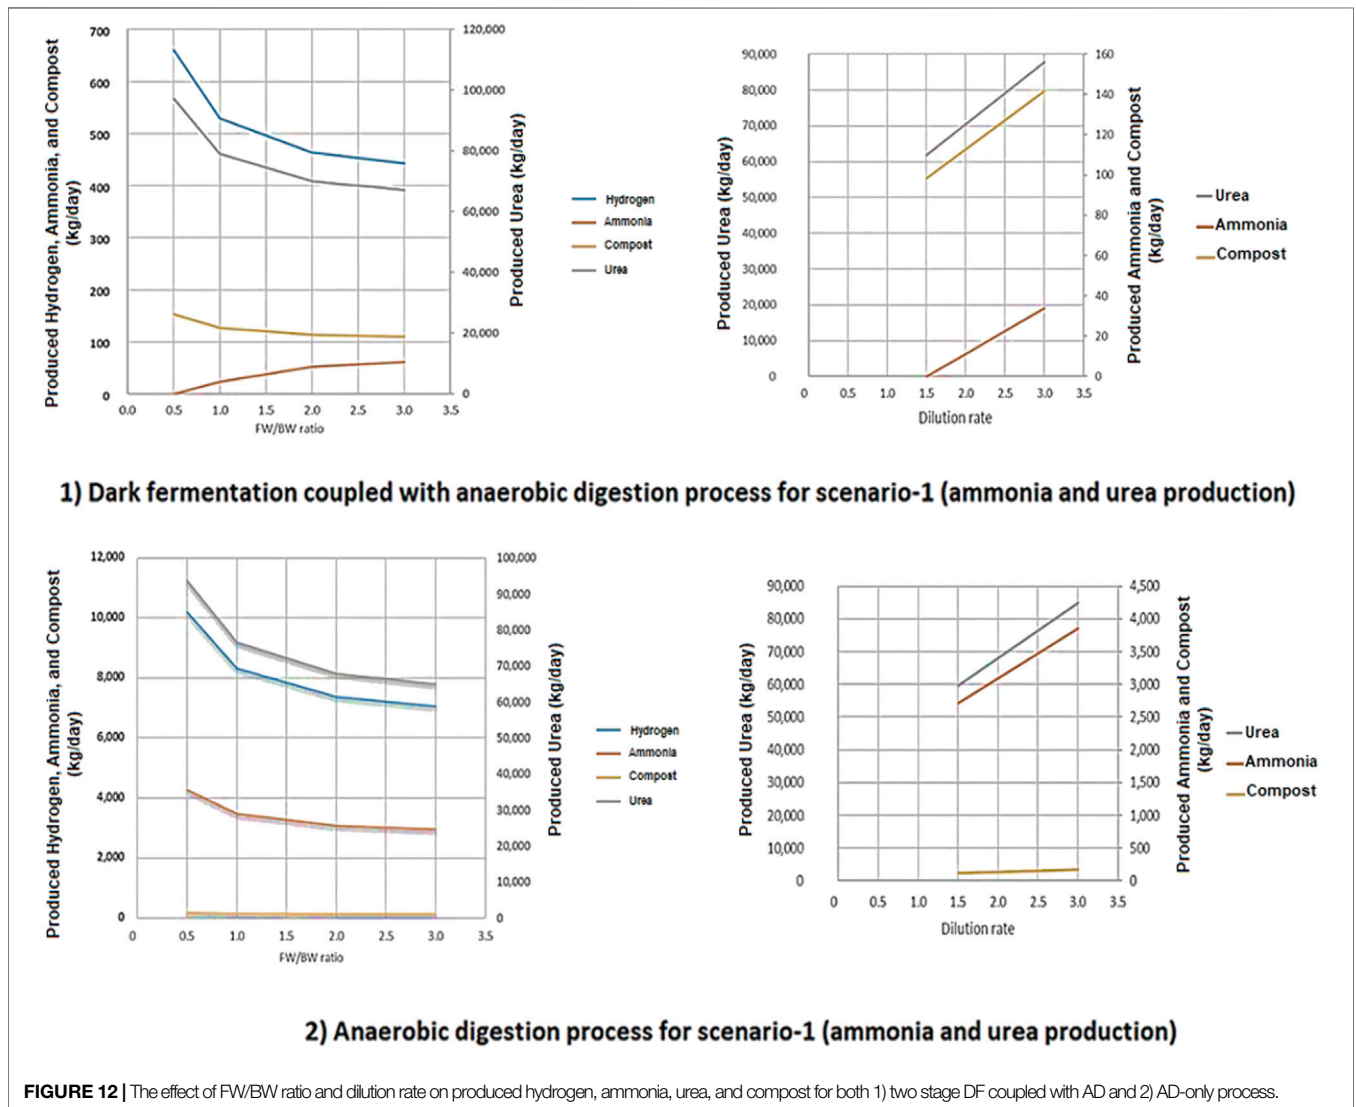 Produced Hydrogen, Ammonia, and Compost
(kg/day)
700
600
500
400
300
200
100
0
120,000
100,000
80,000
60,000
40,000
20,000
0
Produced Urea (kg/day)
0.0 0.5 1.0 1.5 2.0 2.5 3.0 3.5
FW/BW ratio
Hydrogen
Ammonia
Compost
Urea
Produced Urea (kg/day)
90,000
80,000
70,000
60,000
50,000
40,000
30,000
20,000
10,000
0
160
140
120
100
80
60
40
20
0
Produced Ammonia and Compost
(kg/day)
0 0.5 1.0 1.5 2.0 2.5 3.0 3.5
Dilution rate
Urea
Ammonia
Compost
1) Dark fermentation coupled with anaerobic digestion process for scenario-1 (ammonia and urea production)
Produced Hydrogen, Ammonia, and Compost
(kg/day)
12,000
10,000
8,000
6,000
4,000
2,000
0
100,000
90,000
80,000
70,000
60,000
50,000
40,000
30,000
20,000
10,000
0
Produced Urea (kg/day)
0 0.5 1.0 1.5 2.0 2.5 3.0 3.5
FW/BW ratio
Hydrogen
Ammonia
Compost
Urea
Produced Urea (kg/day)
90,000
80,000
70,000
60,000
50,000
40,000
30,000
20,000
10,000
0
4,500
4,000
3,500
3,000
2,500
2,000
1,500
1,000
500
0
Produced Ammonia and Compost
(kg/day)
0 0.5 1.0 1.5 2.0 2.5 3.0 3.5
Dilution rate
Urea
Ammonia
Compost
2) Anaerobic digestion process for scenario-1 (ammonia and urea production)
FIGURE 12 | The effect of FW/BW ratio and dilution rate on produced hydrogen, ammonia, urea, and compost for both 1) two stage DF coupled with AD and 2) AD-only process.